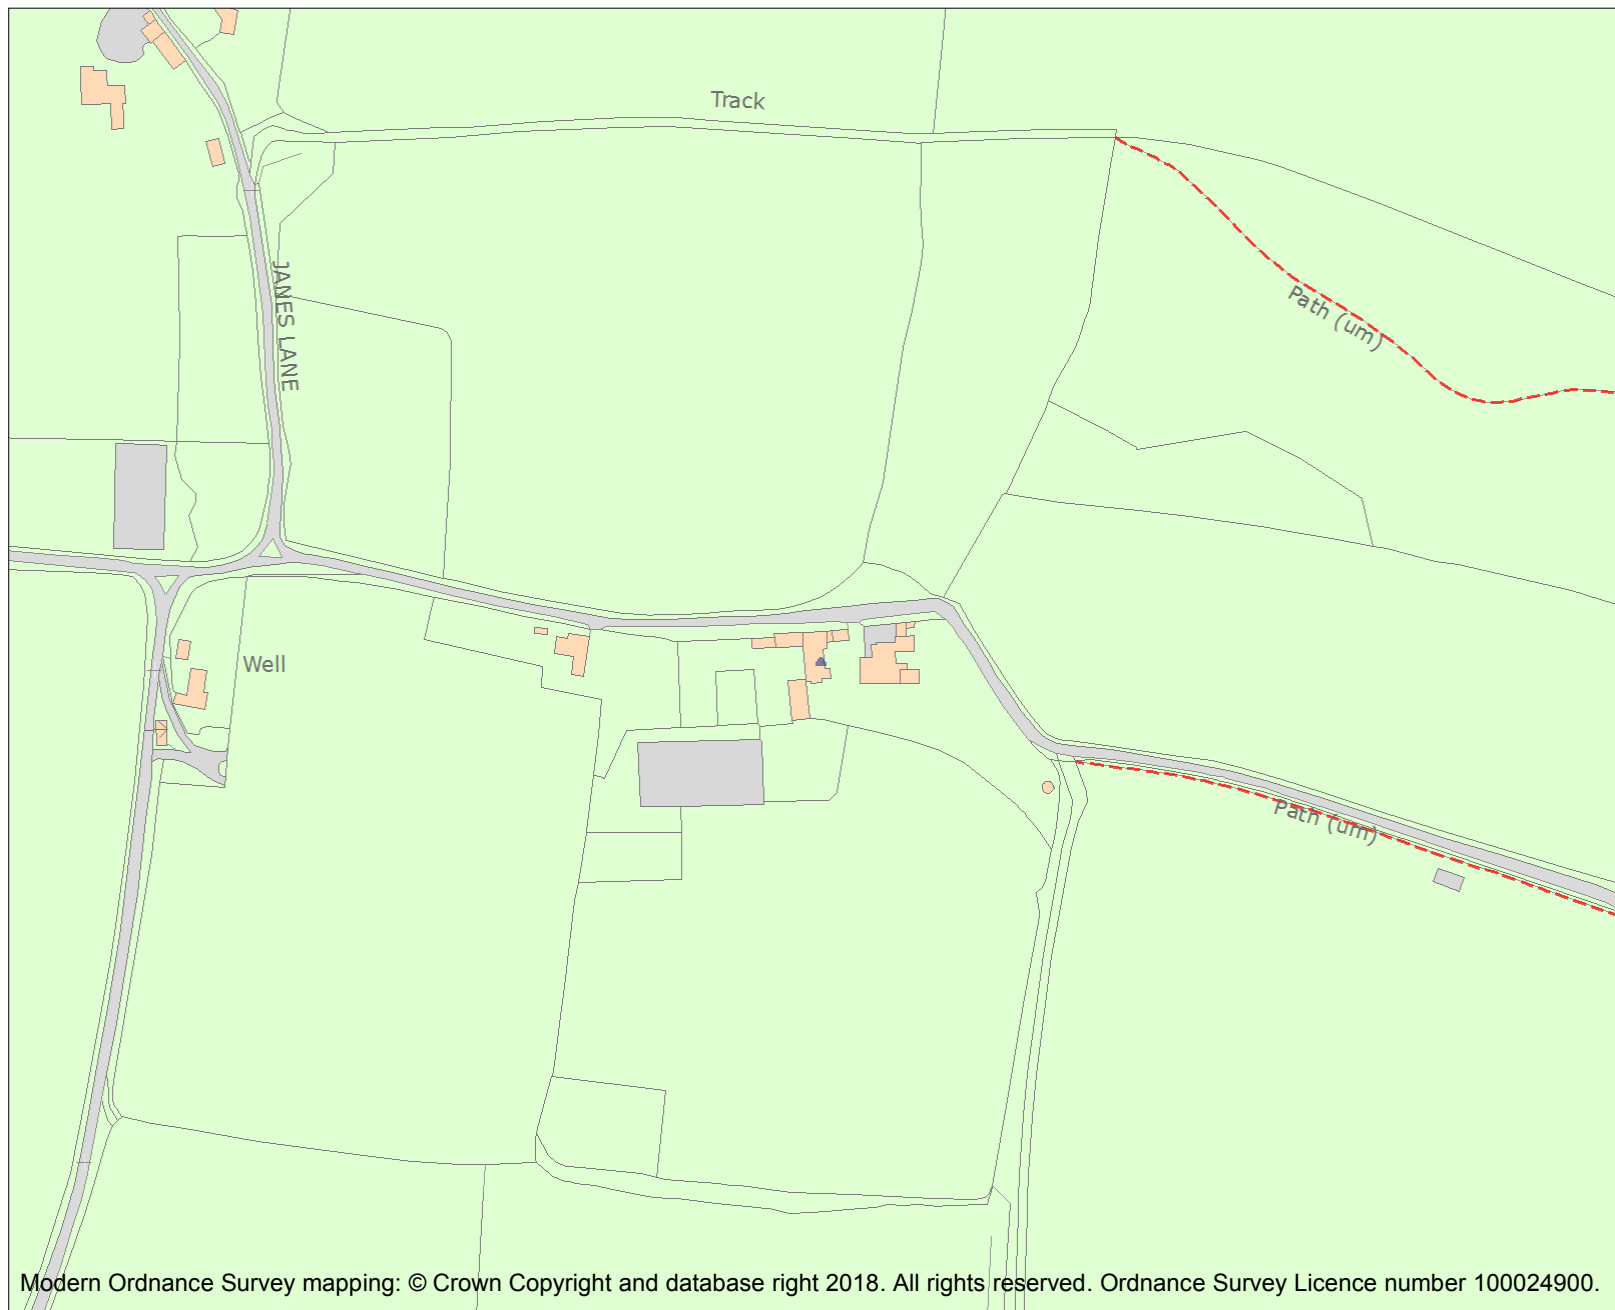 Track
Path (um)
JANES LANE
Well
Path (um)
Modern Ordnance Survey mapping: © Crown Copyright and database right 2018. All rights reserved. Ordnance Survey Licence number 100024900.